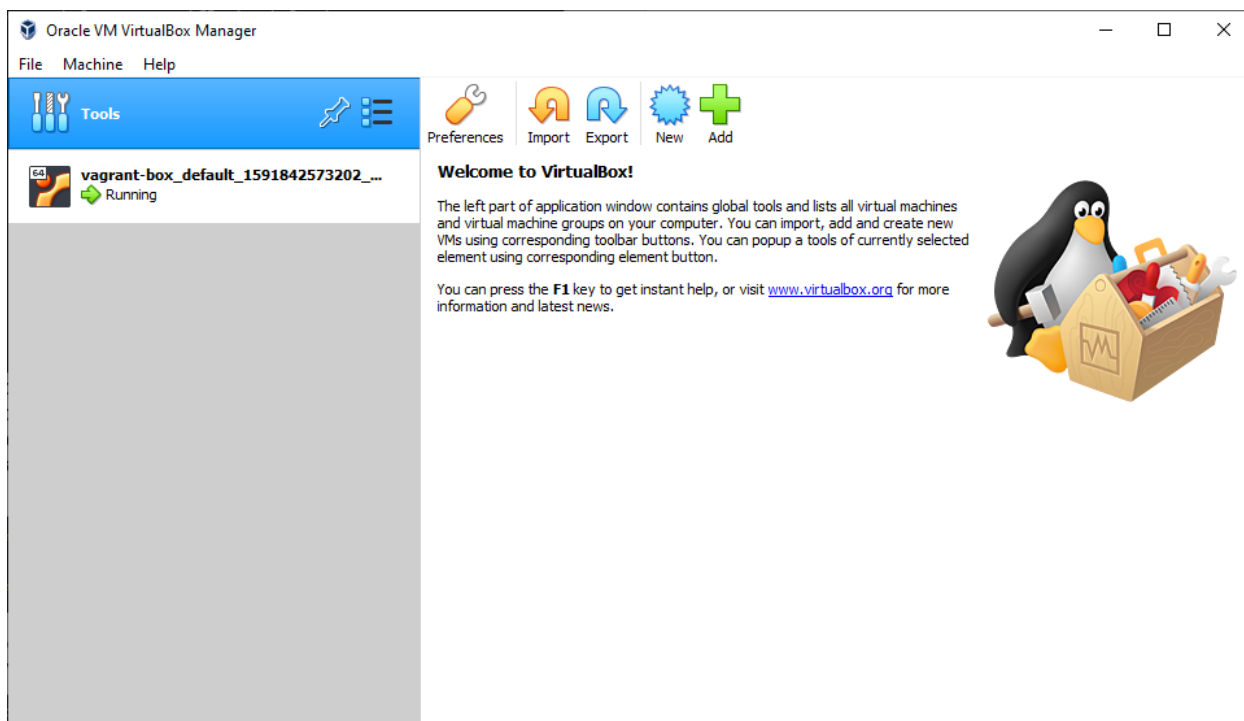 Oracle VM VirtualBox Manager
File Machine Help
Tools
Preferences Import Export New Add
64
vagrant-box_default_1591842573202_...
Running
Welcome to VirtualBox!
The left part of application window contains global tools and lists all virtual machines
and virtual machine groups on your computer. You can import, add and create new
VMs using corresponding toolbar buttons. You can popup a tools of currently selected
element using corresponding element button.
You can press the F1 key to get instant help, or visit www.virtualbox.org for more
information and latest news.